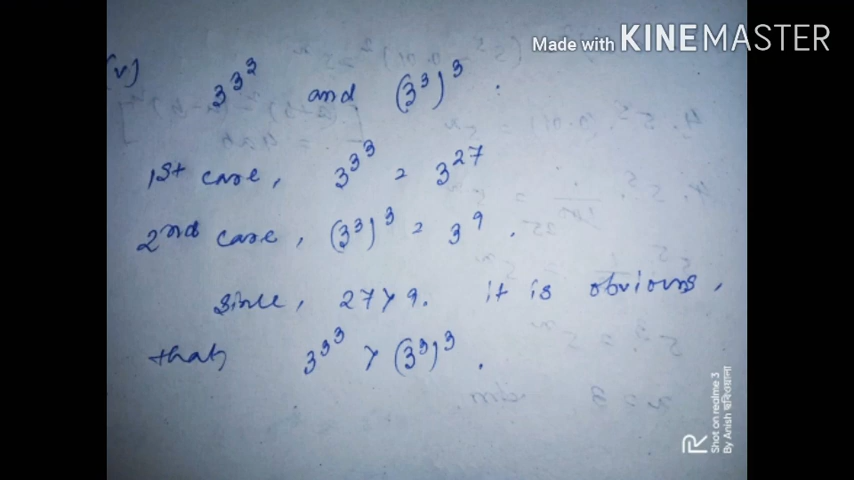 Made with KINEMASTER
(v)
3^3^3 and (3^3)^3.
1st case, 3^3^3 = 3^27
2nd case, (3^3)^3 = 3^9.
since, 27>9. it is obvious,
that 3^3^3 > (3^3)^3.
Shot on realme 3
By Anish